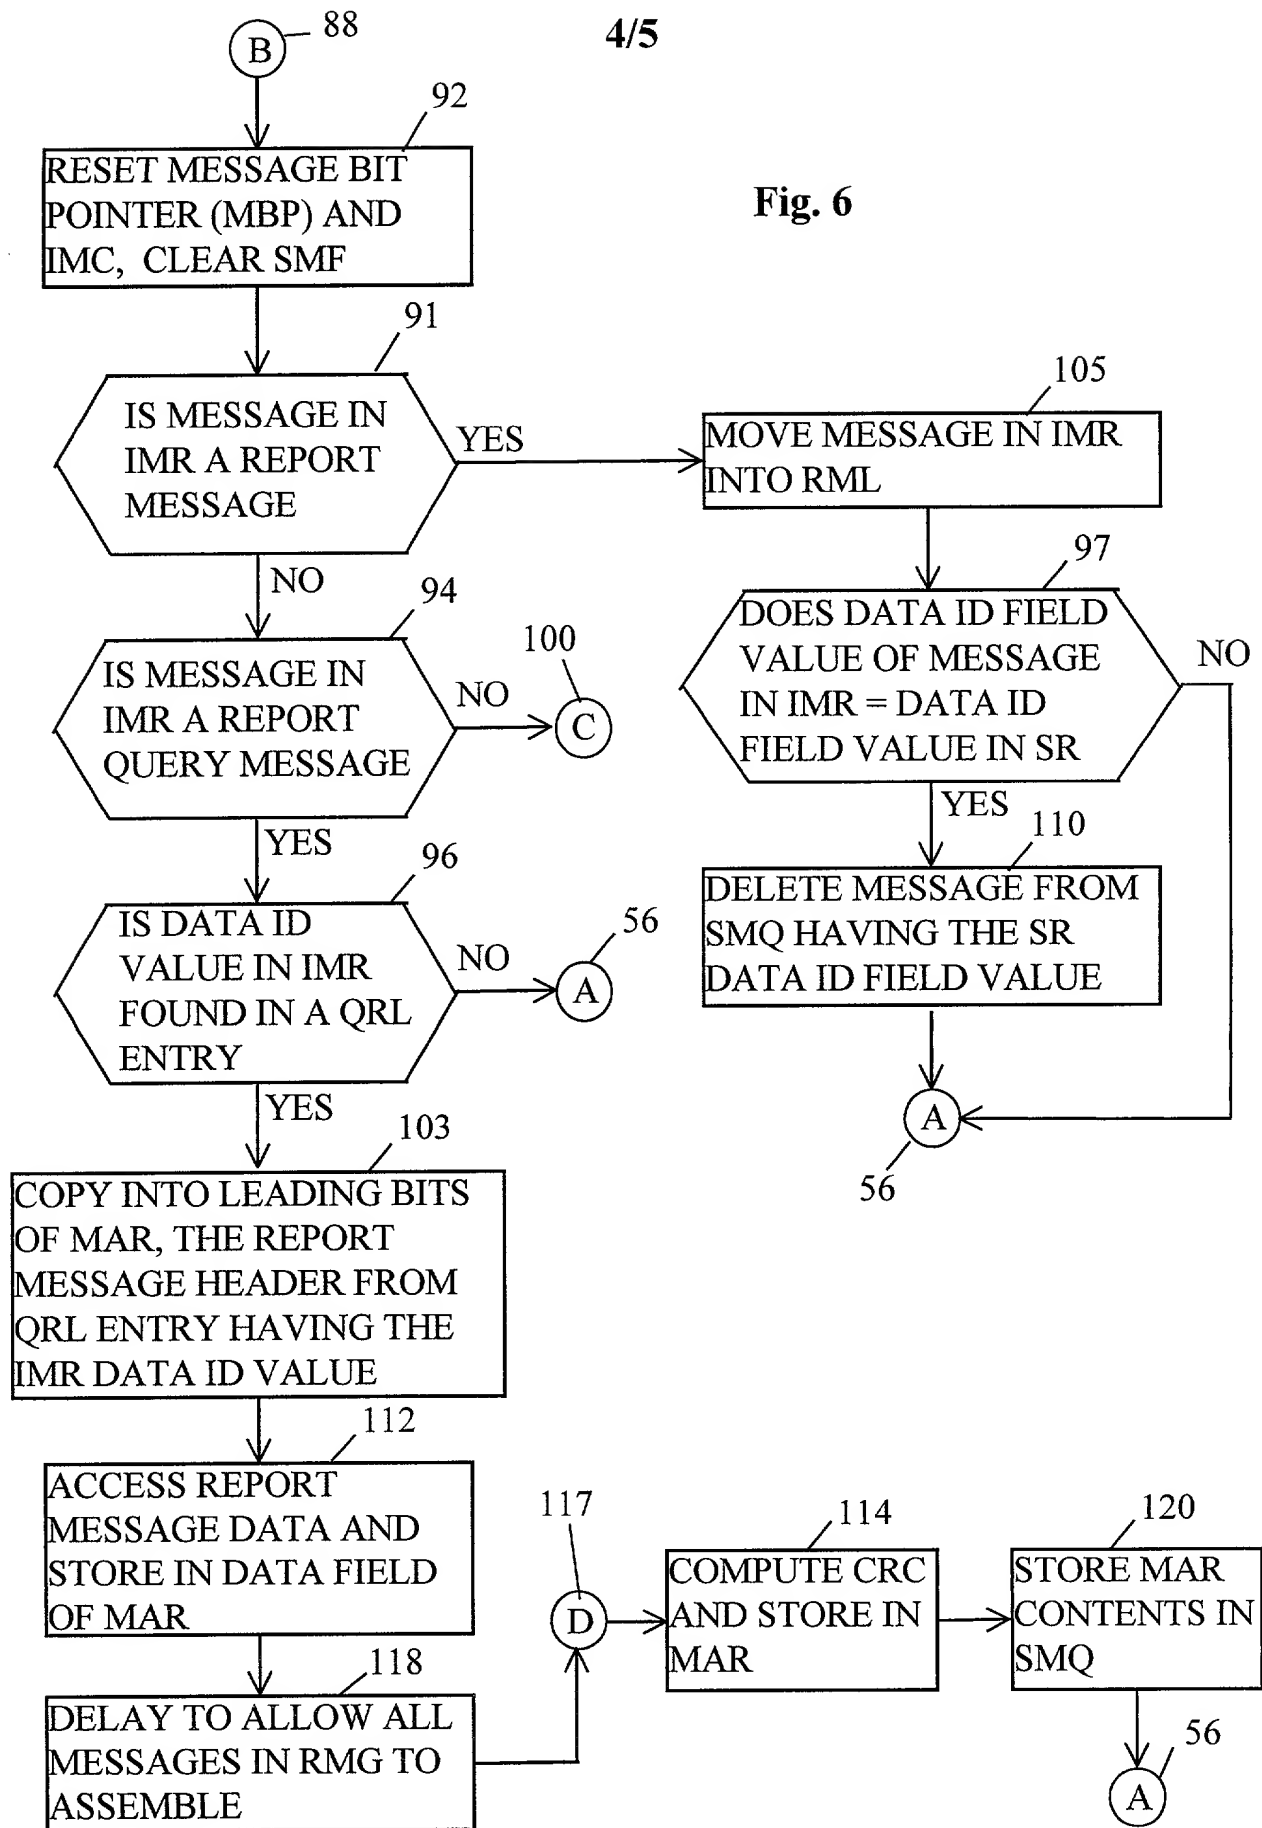 4/5
Fig. 6
B
88
92
RESET MESSAGE BIT
POINTER (MBP) AND
IMC, CLEAR SMF
91
IS MESSAGE IN
IMR A REPORT
MESSAGE
YES
NO
105
MOVE MESSAGE IN IMR
INTO RML
97
DOES DATA ID FIELD
VALUE OF MESSAGE
IN IMR = DATA ID
FIELD VALUE IN SR
NO
YES
110
DELETE MESSAGE FROM
SMQ HAVING THE SR
DATA ID FIELD VALUE
A
56
94
IS MESSAGE IN
IMR A REPORT
QUERY MESSAGE
NO
100
C
YES
96
IS DATA ID
VALUE IN IMR
FOUND IN A QRL
ENTRY
NO
56
A
YES
103
COPY INTO LEADING BITS
OF MAR, THE REPORT
MESSAGE HEADER FROM
QRL ENTRY HAVING THE
IMR DATA ID VALUE
112
ACCESS REPORT
MESSAGE DATA AND
STORE IN DATA FIELD
OF MAR
118
DELAY TO ALLOW ALL
MESSAGES IN RMG TO
ASSEMBLE
117
D
114
COMPUTE CRC
AND STORE IN
MAR
120
STORE MAR
CONTENTS IN
SMQ
56
A